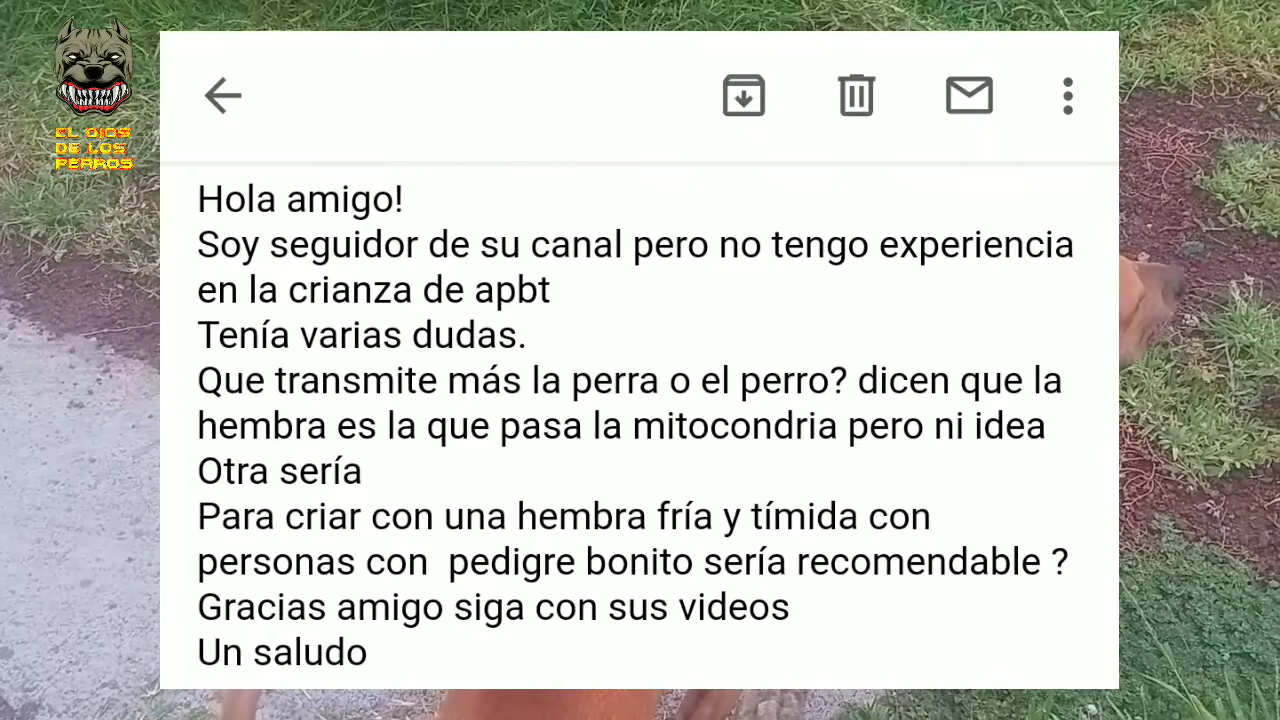 EL DIOS
DE LOS
PERROS
Hola amigo!
Soy seguidor de su canal pero no tengo experiencia
en la crianza de apbt
Tenía varias dudas.
Que transmite más la perra o el perro? dicen que la
hembra es la que pasa la mitocondria pero ni idea
Otra sería
Para criar con una hembra fría y tímida con
personas con  pedigre bonito sería recomendable ?
Gracias amigo siga con sus videos
Un saludo